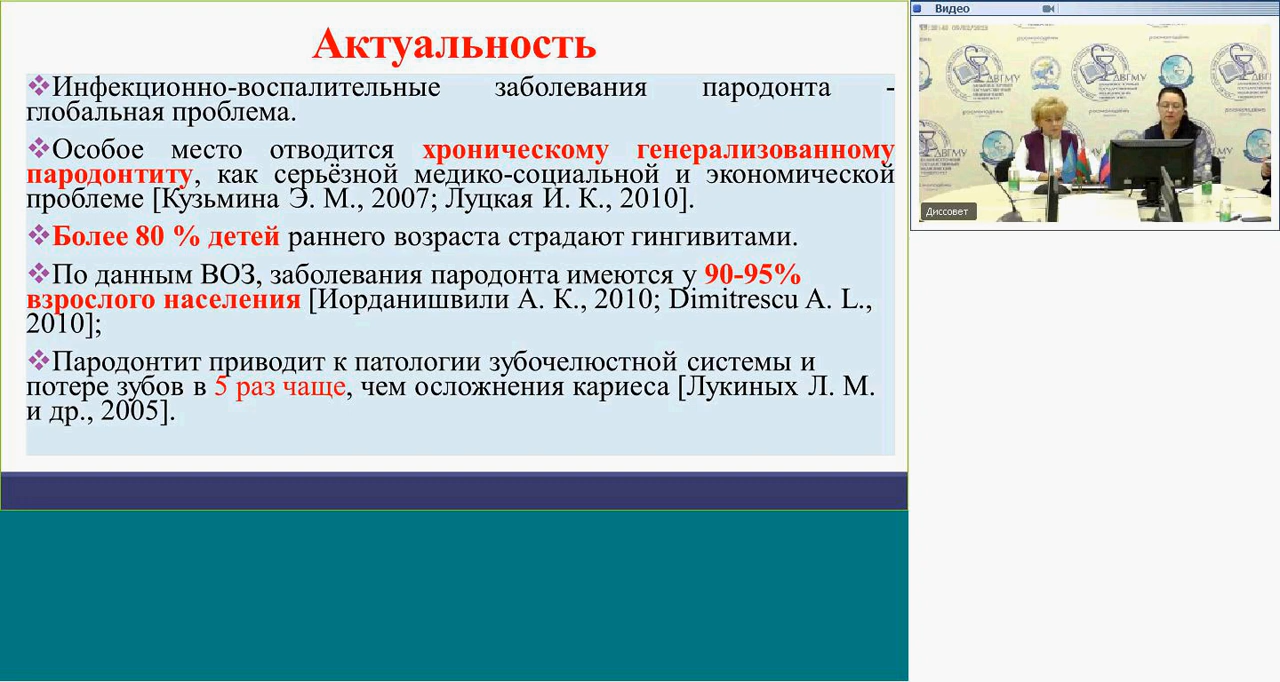 Актуальность
Инфекционно-воспалительные заболевания пародонта -
глобальная проблема.
Особое место отводится хроническому генерализованному
пародонтиту, как серьёзной медико-социальной и экономической
проблеме [Кузьмина Э. М., 2007; Луцкая И. К., 2010].
Более 80 % детей раннего возраста страдают гингивитами.
По данным ВОЗ, заболевания пародонта имеются у 90-95%
взрослого населения [Иорданишвили А. К., 2010; Dimitrescu A. L.,
2010];
Пародонтит приводит к патологии зубочелюстной системы и
потере зубов в 5 раз чаще, чем осложнения кариеса [Лукиных Л. М.
и др., 2005].
Видео
ДВГМУ
ДВГМУ
ДВГМУ
Диссовет